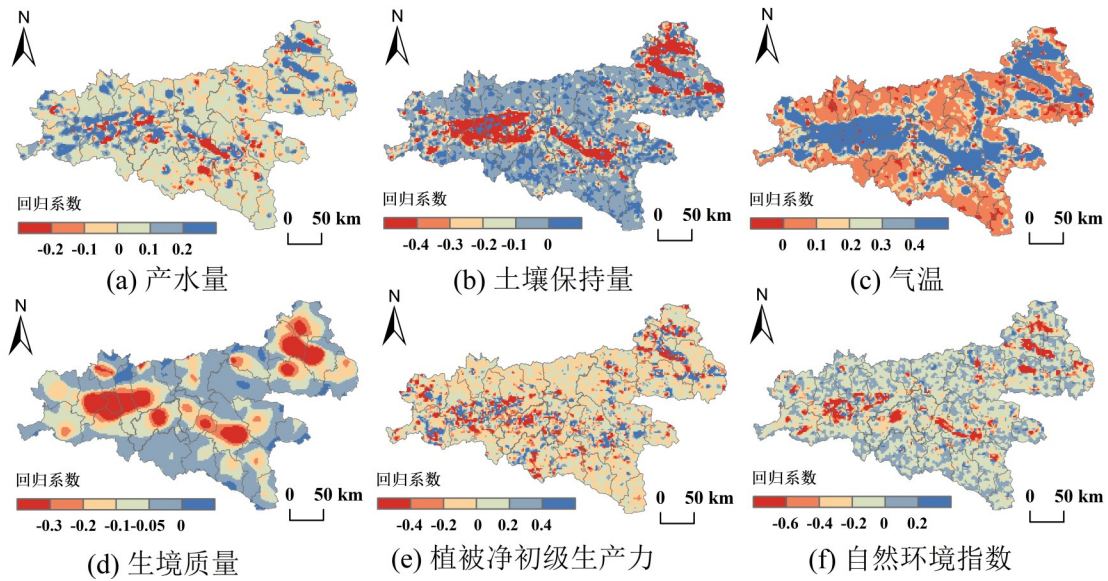 N
N
N
回归系数
-0.2 -0.1 0 0.1 0.2
0 50 km
(a) 产水量
回归系数
-0.4 -0.3 -0.2 -0.1 0
0 50 km
(b) 土壤保持量
回归系数
0 0.1 0.2 0.3 0.4
0 50 km
(c) 气温
N
N
N
回归系数
-0.3 -0.2 -0.1 -0.05 0
0 50 km
(d) 生境质量
回归系数
-0.4 -0.2 0 0.2 0.4
0 50 km
(e) 植被净初级生产力
回归系数
-0.6 -0.4 -0.2 0 0.2
0 50 km
(f) 自然环境指数